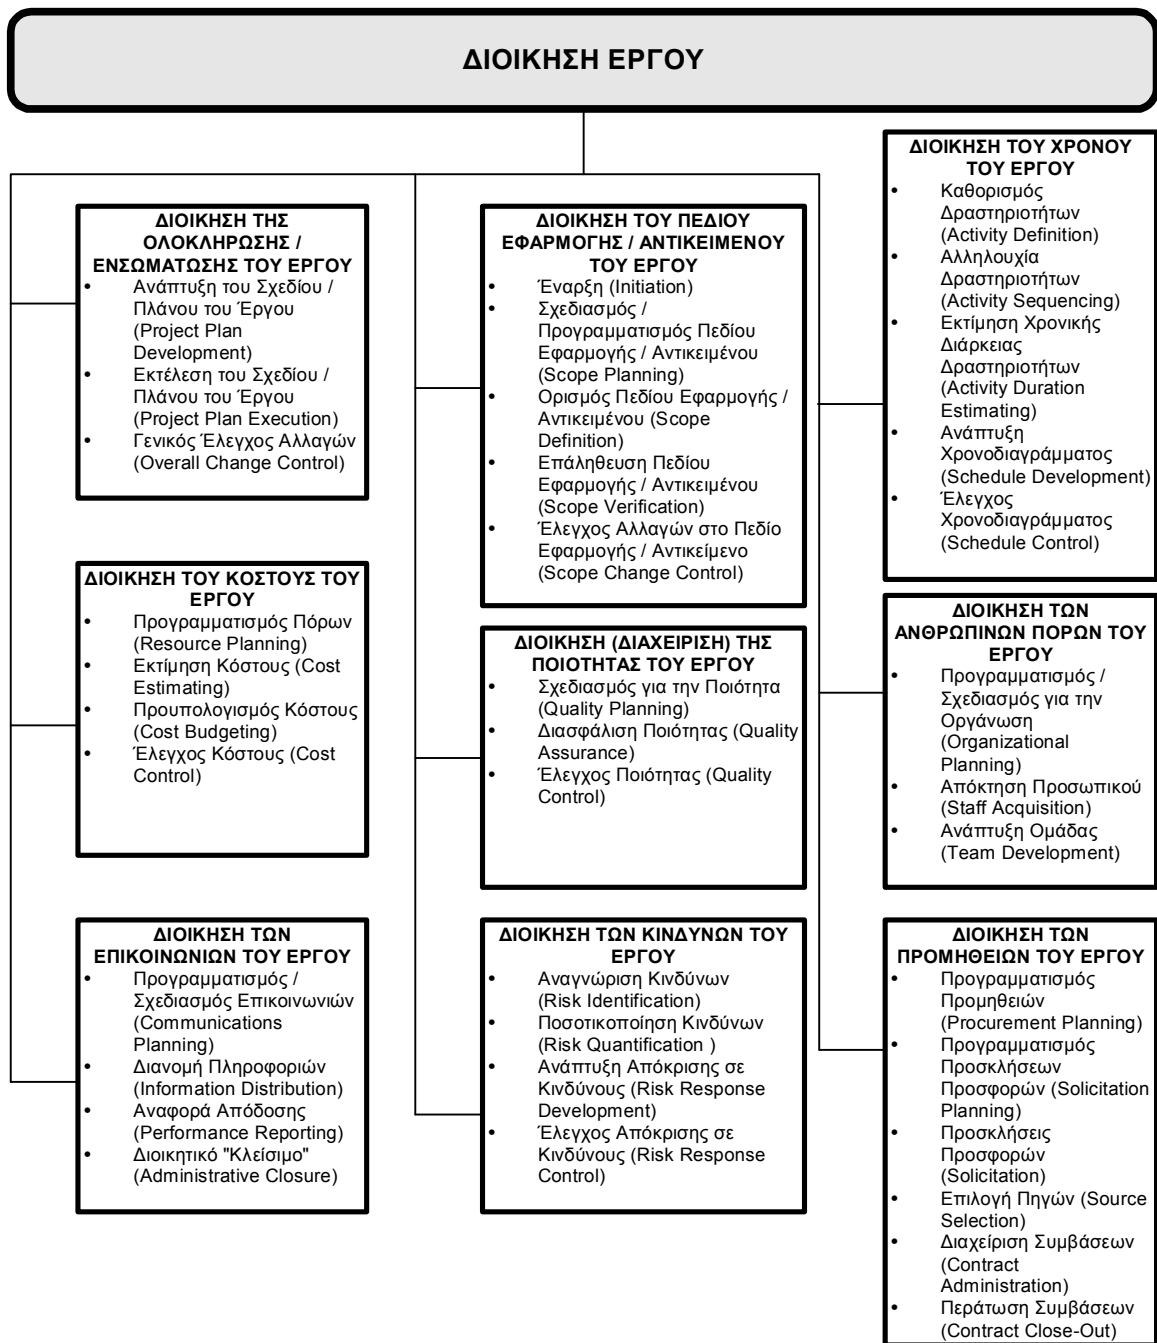 ΔΙΟΙΚΗΣΗ ΕΡΓΟΥ
ΔΙΟΙΚΗΣΗ ΤΗΣ
ΟΛΟΚΛΗΡΩΣΗΣ /
ΕΝΣΩΜΑΤΩΣΗΣ ΤΟΥ ΕΡΓΟΥ
• Ανάπτυξη του Σχεδίου /
Πλάνου του Έργου
(Project Plan
Development)
• Εκτέλεση του Σχεδίου /
Πλάνου του Έργου
(Project Plan Execution)
• Γενικός Έλεγχος Αλλαγών
(Overall Change Control)
ΔΙΟΙΚΗΣΗ ΤΟΥ ΠΕΔΙΟΥ
ΕΦΑΡΜΟΓΗΣ / ΑΝΤΙΚΕΙΜΕΝΟΥ
ΤΟΥ ΕΡΓΟΥ
• Έναρξη (Initiation)
• Σχεδιασμός /
Προγραμματισμός Πεδίου
Εφαρμογής / Αντικειμένου
(Scope Planning)
• Ορισμός Πεδίου Εφαρμογής /
Αντικειμένου (Scope
Definition)
• Επάληθευση Πεδίου
Εφαρμογής / Αντικειμένου
(Scope Verification)
• Έλεγχος Αλλαγών στο Πεδίο
Εφαρμογής / Αντικείμενο
(Scope Change Control)
ΔΙΟΙΚΗΣΗ ΤΟΥ ΧΡΟΝΟΥ
ΤΟΥ ΕΡΓΟΥ
• Καθορισμός
Δραστηριοτήτων
(Activity Definition)
• Αλληλουχία
Δραστηριοτήτων
(Activity Sequencing)
• Εκτίμηση Χρονικής
Διάρκειας
Δραστηριοτήτων
(Activity Duration
Estimating)
• Ανάπτυξη
Χρονοδιαγράμματος
(Schedule Development)
• Έλεγχος
Χρονοδιαγράμματος
(Schedule Control)
ΔΙΟΙΚΗΣΗ ΤΟΥ ΚΟΣΤΟΥΣ ΤΟΥ
ΕΡΓΟΥ
• Προγραμματισμός Πόρων
(Resource Planning)
• Εκτίμηση Κόστους (Cost
Estimating)
• Προυπολογισμός Κόστους
(Cost Budgeting)
• Έλεγχος Κόστους (Cost
Control)
ΔΙΟΙΚΗΣΗ (ΔΙΑΧΕΙΡΙΣΗ) ΤΗΣ
ΠΟΙΟΤΗΤΑΣ ΤΟΥ ΕΡΓΟΥ
• Σχεδιασμός για την Ποιότητα
(Quality Planning)
• Διασφάλιση Ποιότητας (Quality
Assurance)
• Έλεγχος Ποιότητας (Quality
Control)
ΔΙΟΙΚΗΣΗ ΤΩΝ
ΑΝΘΡΩΠΙΝΩΝ ΠΟΡΩΝ ΤΟΥ
ΕΡΓΟΥ
• Προγραμματισμός /
Σχεδιασμός για την
Οργάνωση
(Organizational
Planning)
• Απόκτηση Προσωπικού
(Staff Acquisition)
• Ανάπτυξη Ομάδας
(Team Development)
ΔΙΟΙΚΗΣΗ ΤΩΝ
ΕΠΙΚΟΙΝΩΝΙΩΝ ΤΟΥ ΕΡΓΟΥ
• Προγραμματισμός /
Σχεδιασμός Επικοινωνιών
(Communications
Planning)
• Διανομή Πληροφοριών
(Information Distribution)
• Αναφορά Απόδοσης
(Performance Reporting)
• Διοικητικό "Κλείσιμο"
(Administrative Closure)
ΔΙΟΙΚΗΣΗ ΤΩΝ ΚΙΝΔΥΝΩΝ ΤΟΥ
ΕΡΓΟΥ
• Αναγνώριση Κινδύνων
(Risk Identification)
• Ποσοτικοποίηση Κινδύνων
(Risk Quantification )
• Ανάπτυξη Απόκρισης σε
Κινδύνους (Risk Response
Development)
• Έλεγχος Απόκρισης σε
Κινδύνους (Risk Response
Control)
ΔΙΟΙΚΗΣΗ ΤΩΝ
ΠΡΟΜΗΘΕΙΩΝ ΤΟΥ ΕΡΓΟΥ
• Προγραμματισμός
Προμηθειών
(Procurement Planning)
• Προγραμματισμός
Προσκλήσεων
Προσφορών (Solicitation
Planning)
• Προσκλήσεις
Προσφορών
(Solicitation)
• Επιλογή Πηγών (Source
Selection)
• Διαχείριση Συμβάσεων
(Contract
Administration)
• Περάτωση Συμβάσεων
(Contract Close-Out)